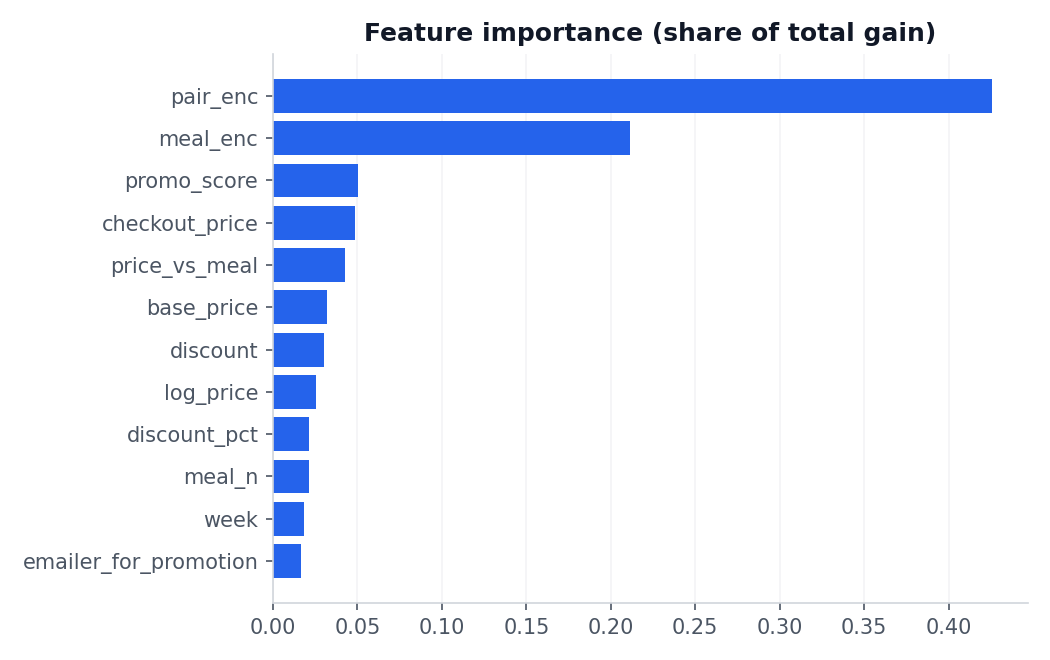 Feature importance (share of total gain)
pair_enc
meal_enc
promo_score
checkout_price
price_vs_meal
base_price
discount
log_price
discount_pct
meal_n
week
emailer_for_promotion
0.00 0.05 0.10 0.15 0.20 0.25 0.30 0.35 0.40